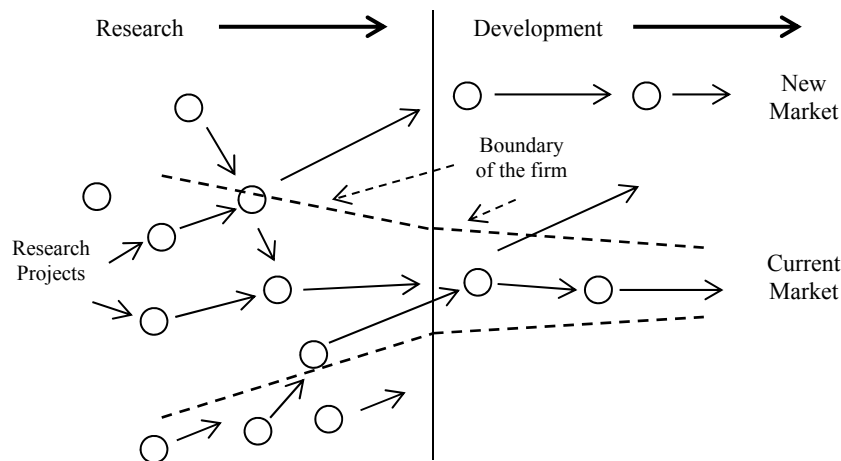 Research
Development
New
Market
Boundary
of the firm
Research
Projects
Current
Market